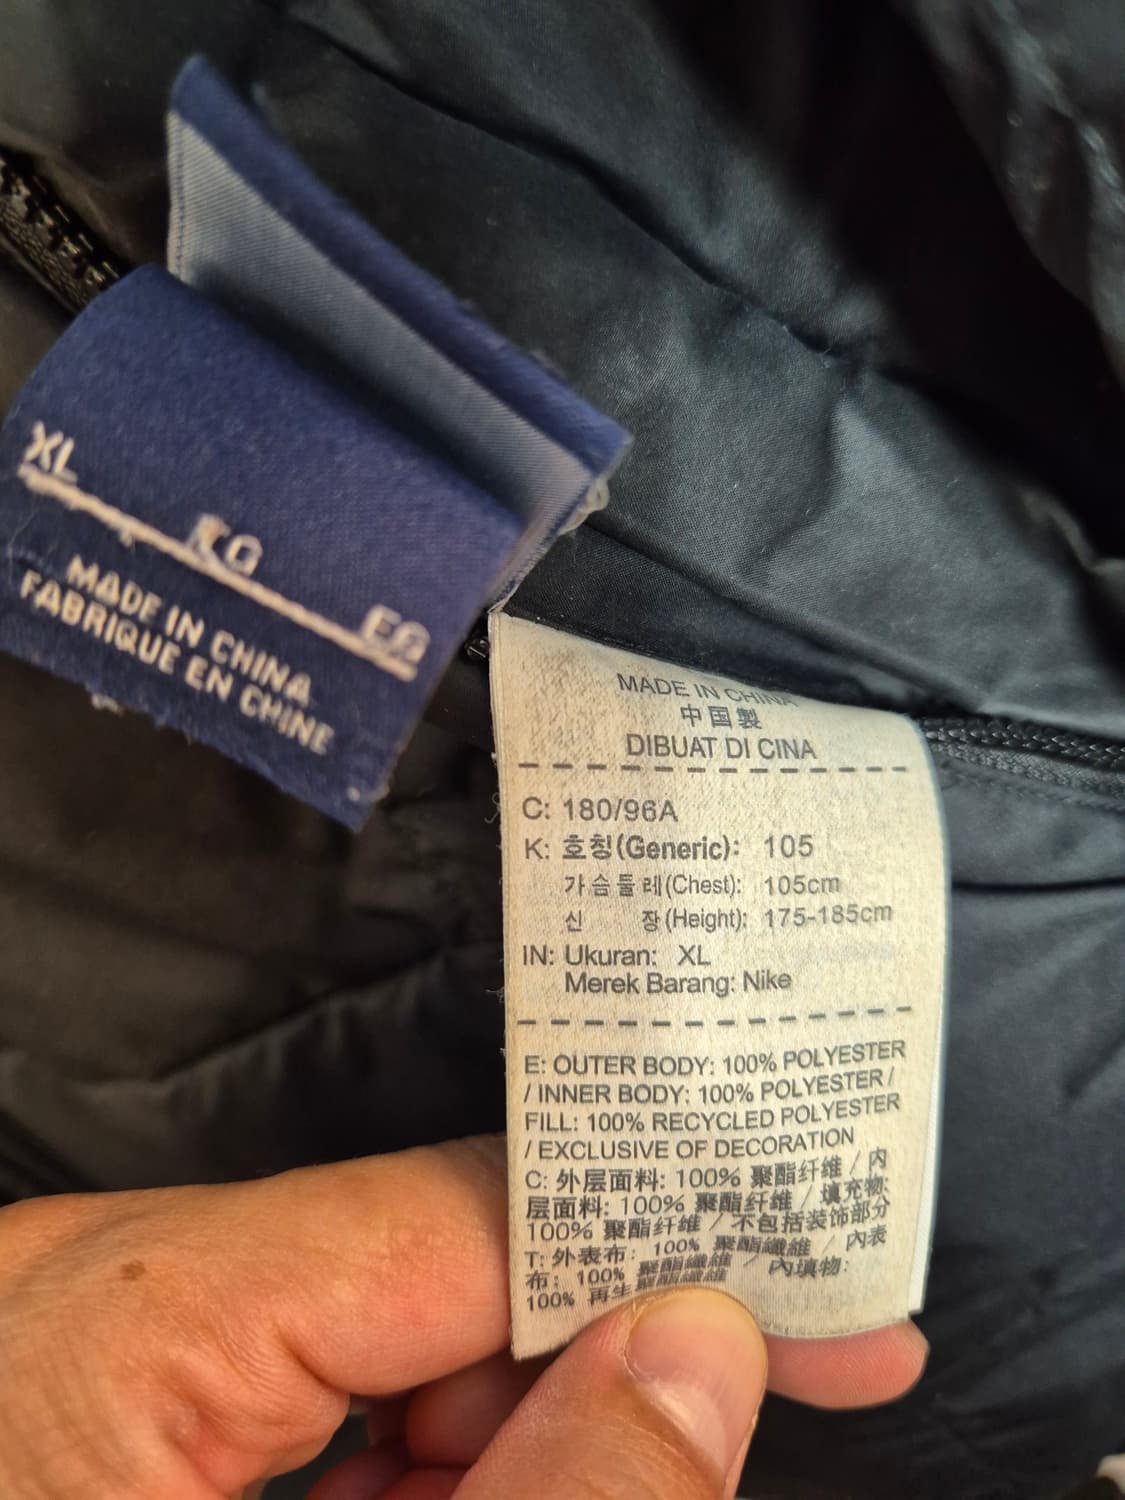 XL
EG
MADE IN CHINA
FABRIQUE EN CHINE
MADE IN CHINA
中国製
DIBUAT DI CINA
C: 180/96A
K: 호칭(Generic): 105
가슴둘레(Chest): 105cm
신 장(Height): 175-185cm
IN: Ukuran: XL
Merek Barang: Nike
E: OUTER BODY: 100% POLYESTER
/ INNER BODY: 100% POLYESTER /
FILL: 100% RECYCLED POLYESTER
/ EXCLUSIVE OF DECORATION
C: 外层面料: 100% 聚酯纤维 / 内
层面料: 100% 聚酯纤维 / 填充物:
100% 聚酯纤维 / 不包括装饰部分
T: 外表布: 100% 聚酯纖維 / 內表
布: 100% 聚酯纖維 / 內填物:
100% 再生聚酯纖維